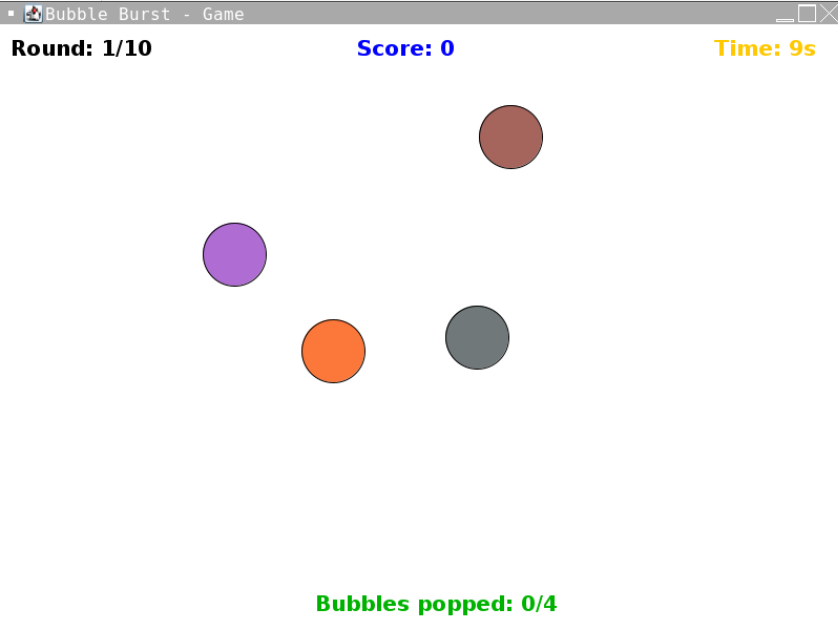 Bubble Burst - Game
Round: 1/10 Score: 0 Time: 9s
Bubbles popped: 0/4